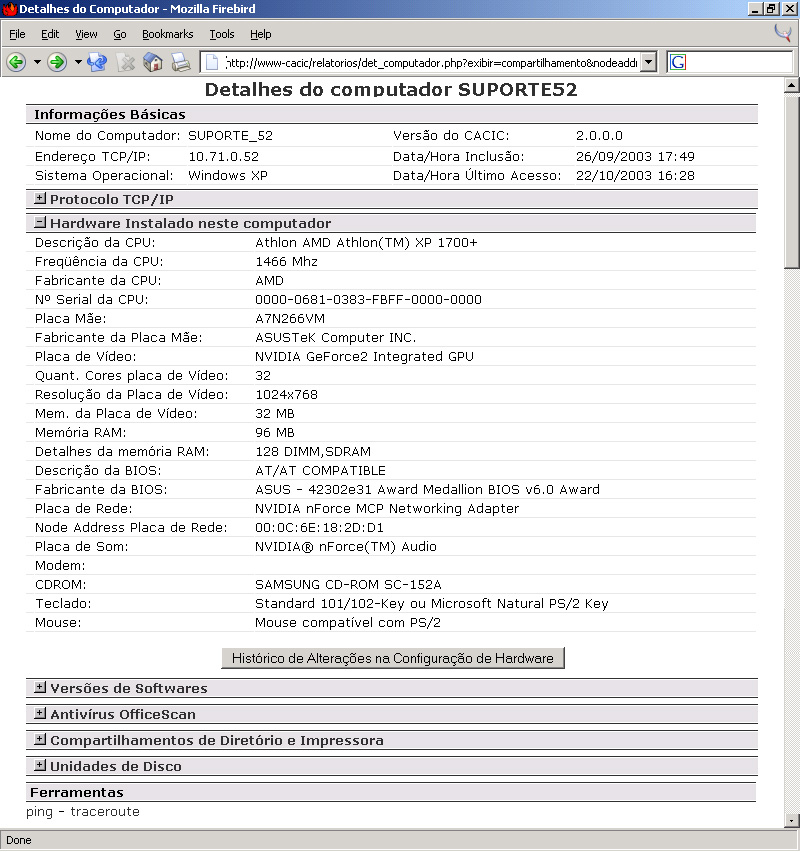 Detalhes do Computador - Mozilla Firebird
File Edit View Go Bookmarks Tools Help
http://www-cacic/relatorios/det_computador.php?exibir=compartilhamento&nodeaddr
G
Detalhes do computador SUPORTE52
Informações Básicas
Nome do Computador: SUPORTE_52 Versão do CACIC: 2.0.0.0
Endereço TCP/IP: 10.71.0.52 Data/Hora Inclusão: 26/09/2003 17:49
Sistema Operacional: Windows XP Data/Hora Último Acesso: 22/10/2003 16:28
Protocolo TCP/IP
Hardware Instalado neste computador
Descrição da CPU: Athlon AMD Athlon(TM) XP 1700+
Freqüência da CPU: 1466 Mhz
Fabricante da CPU: AMD
Nº Serial da CPU: 0000-0681-0383-FBFF-0000-0000
Placa Mãe: A7N266VM
Fabricante da Placa Mãe: ASUSTeK Computer INC.
Placa de Vídeo: NVIDIA GeForce2 Integrated GPU
Quant. Cores placa de Vídeo: 32
Resolução da Placa de Vídeo: 1024x768
Mem. da Placa de Vídeo: 32 MB
Memória RAM: 96 MB
Detalhes da memória RAM: 128 DIMM,SDRAM
Descrição da BIOS: AT/AT COMPATIBLE
Fabricante da BIOS: ASUS - 42302e31 Award Medallion BIOS v6.0 Award
Placa de Rede: NVIDIA nForce MCP Networking Adapter
Node Address Placa de Rede: 00:0C:6E:18:2D:D1
Placa de Som: NVIDIA® nForce(TM) Audio
Modem:
CDROM: SAMSUNG CD-ROM SC-152A
Teclado: Standard 101/102-Key ou Microsoft Natural PS/2 Key
Mouse: Mouse compatível com PS/2
Histórico de Alterações na Configuração de Hardware
Versões de Softwares
Antivírus OfficeScan
Compartilhamentos de Diretório e Impressora
Unidades de Disco
Ferramentas
ping - traceroute
Done